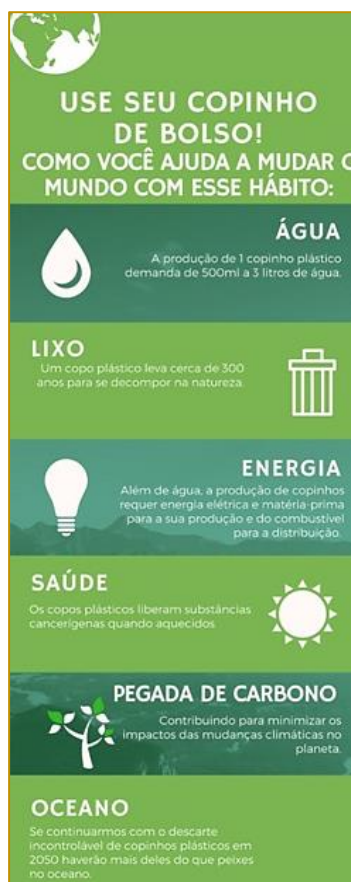 USE SEU COPINHO
DE BOLSO!
COMO VOCÊ AJUDA A MUDAR O
MUNDO COM ESSE HÁBITO:
ÁGUA
A produção de 1 copinho plástico
demanda de 500ml a 3 litros de água.
LIXO
Um copo plástico leva cerca de 300
anos para se decompor na natureza.
ENERGIA
Além de água, a produção de copinhos
requer energia elétrica e matéria-prima
para a sua produção e do combustível
para a distribuição.
SAÚDE
Os copos plásticos liberam substâncias
cancerígenas quando aquecidos.
PEGADA DE CARBONO
Contribuindo para minimizar os
impactos das mudanças climáticas no
planeta.
OCEANO
Se continuarmos com o descarte
incontrolável de copinhos plásticos em
2050 haverão mais deles do que peixes
no oceano.